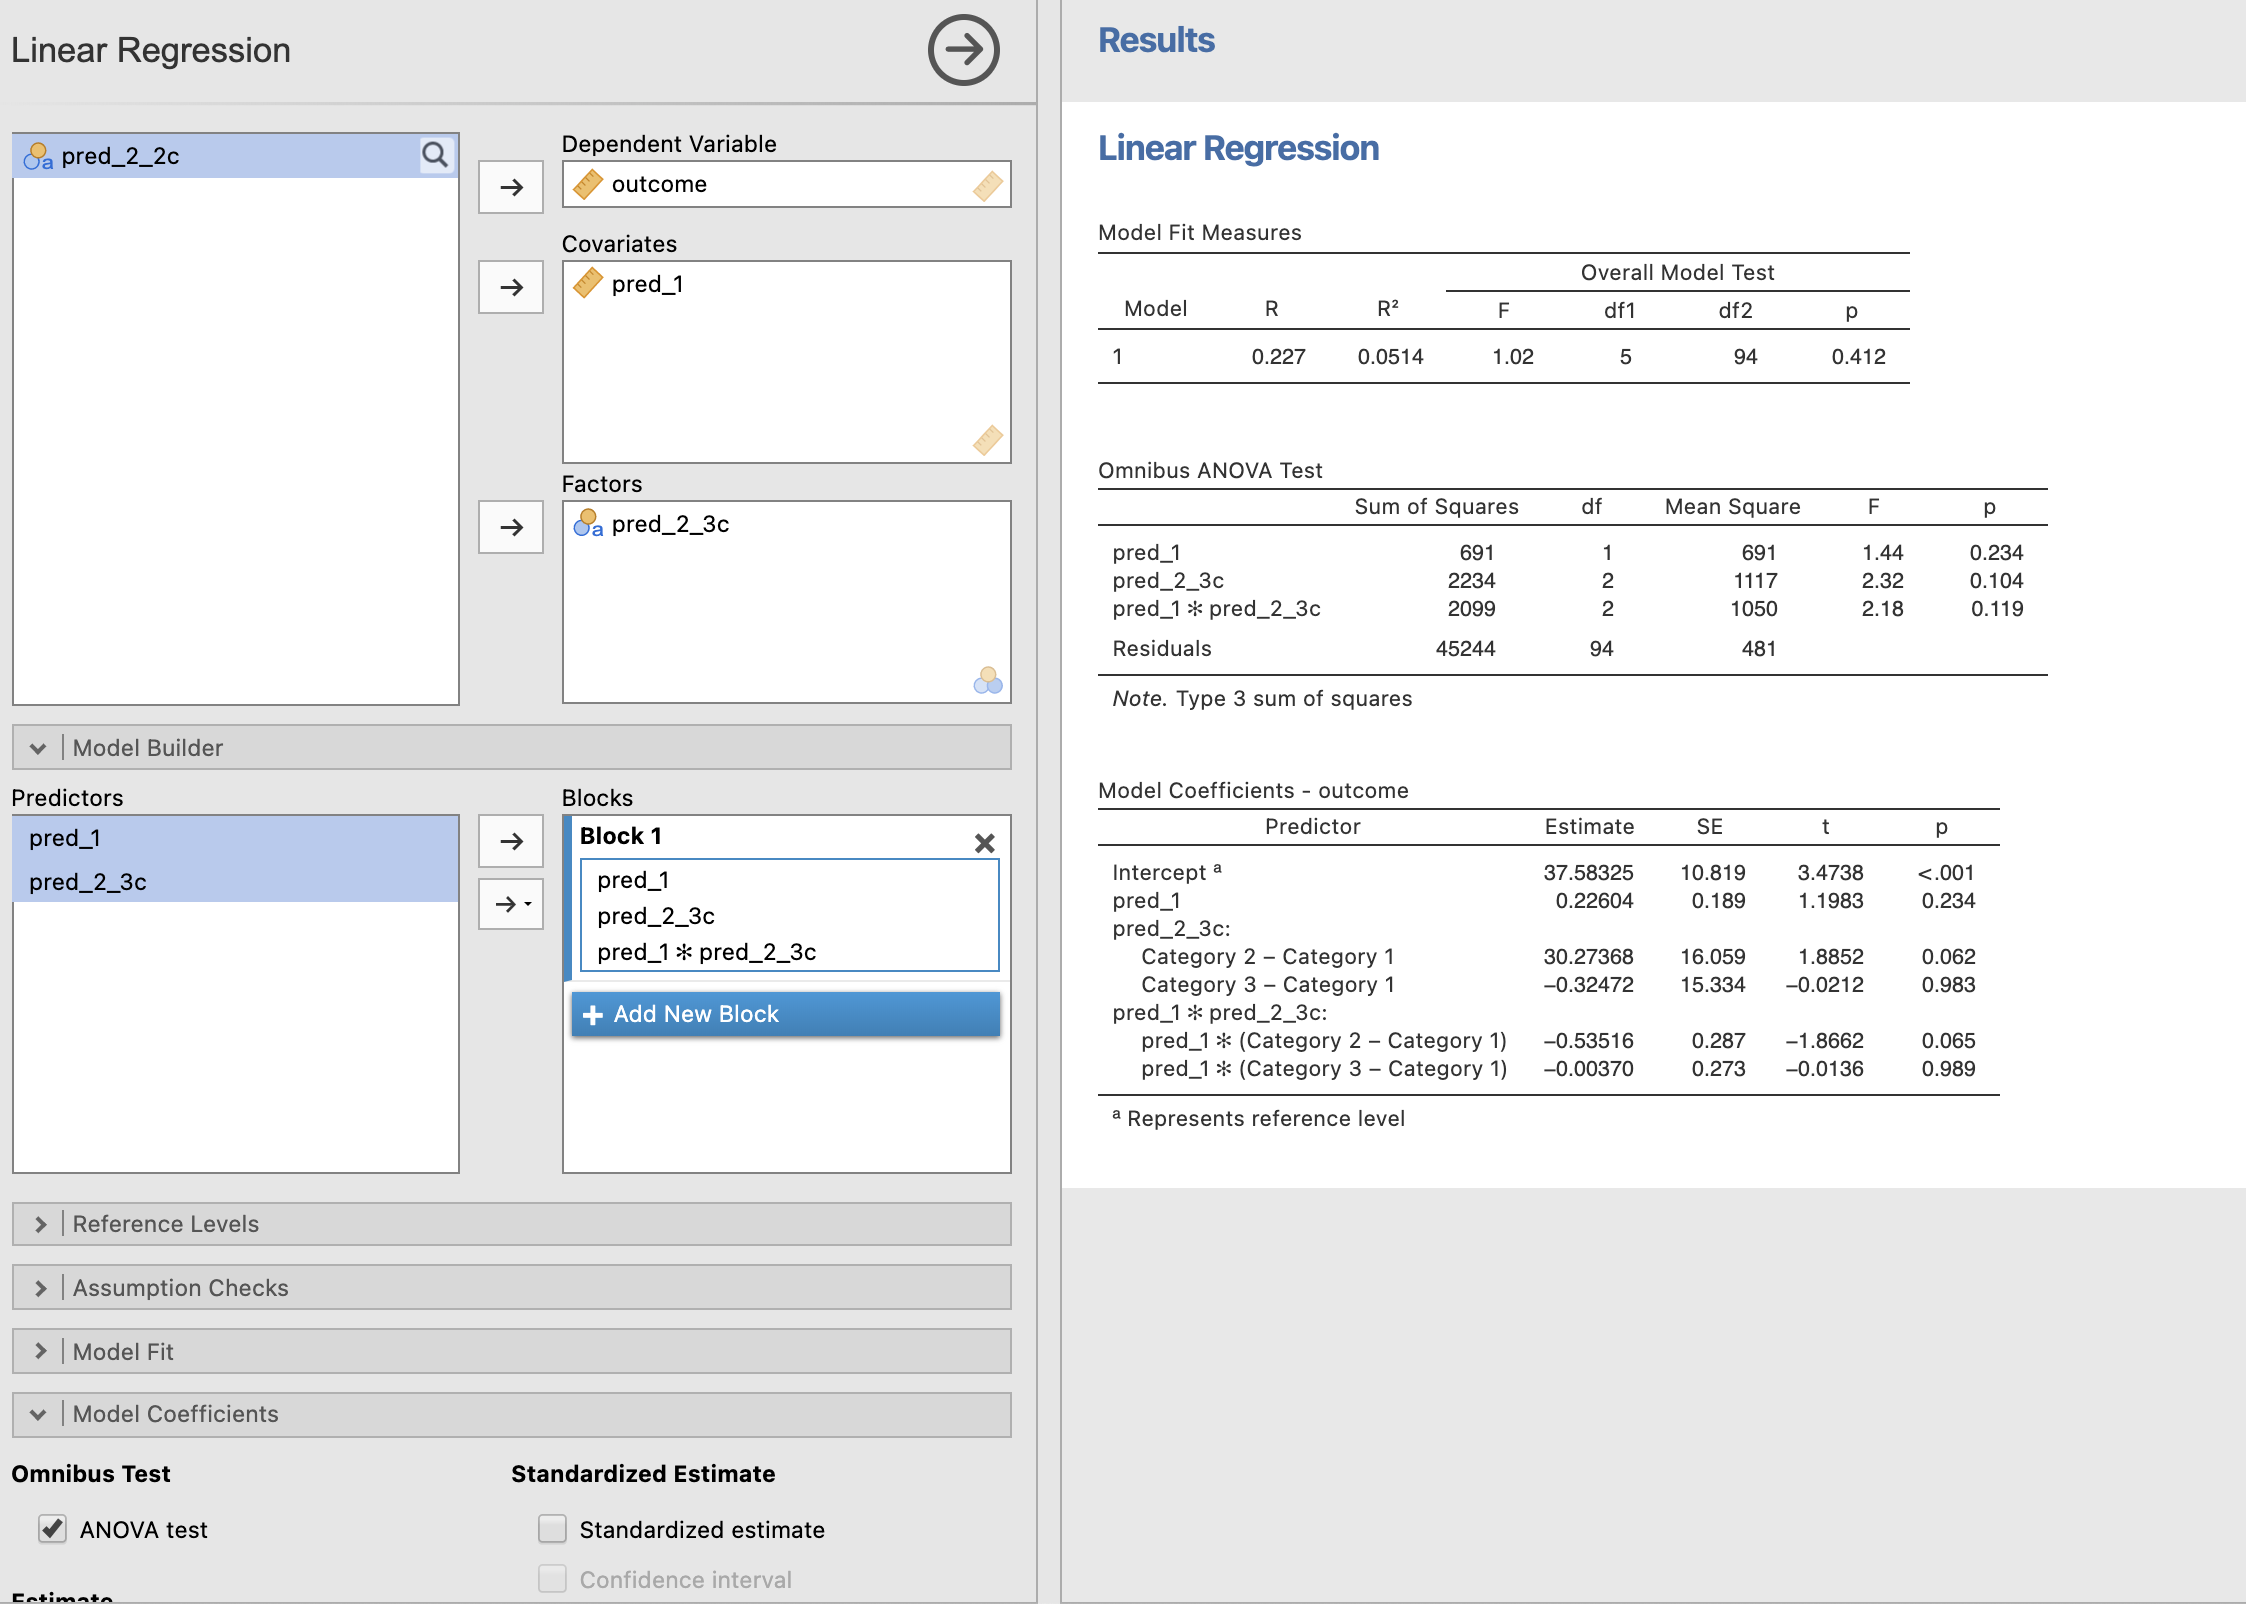 Linear Regression
pred_2_2c
Dependent Variable
outcome
Covariates
pred_1
Factors
pred_2_3c
Model Builder
Predictors
pred_1
pred_2_3c
Blocks
Block 1
pred_1
pred_2_3c
pred_1 ✻ pred_2_3c
Add New Block
Reference Levels
Assumption Checks
Model Fit
Model Coefficients
Omnibus Test
ANOVA test
Standardized Estimate
Standardized estimate
Confidence interval
Estimate
Results
Linear Regression
Model Fit Measures
Overall Model Test
Model R R² F df1 df2 p
1 0.227 0.0514 1.02 5 94 0.412
Omnibus ANOVA Test
Sum of Squares df Mean Square F p
pred_1 691 1 691 1.44 0.234
pred_2_3c 2234 2 1117 2.32 0.104
pred_1 ✻ pred_2_3c 2099 2 1050 2.18 0.119
Residuals 45244 94 481
Note. Type 3 sum of squares
Model Coefficients - outcome
Predictor Estimate SE t p
Intercept ᵃ 37.58325 10.819 3.4738 <.001
pred_1 0.22604 0.189 1.1983 0.234
pred_2_3c:
Category 2 – Category 1 30.27368 16.059 1.8852 0.062
Category 3 – Category 1 –0.32472 15.334 –0.0212 0.983
pred_1 ✻ pred_2_3c:
pred_1 ✻ (Category 2 – Category 1) –0.53516 0.287 –1.8662 0.065
pred_1 ✻ (Category 3 – Category 1) –0.00370 0.273 –0.0136 0.989
ᵃ Represents reference level